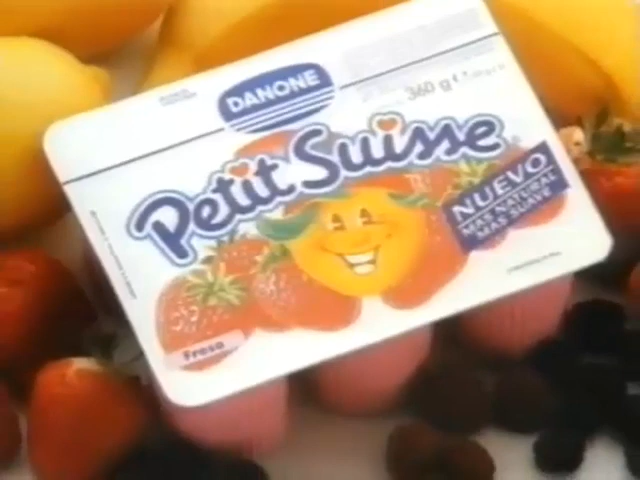 DANONE
360 g
Petit Suisse
NUEVO
MAS NATURAL
MAS SUAVE
Fresa